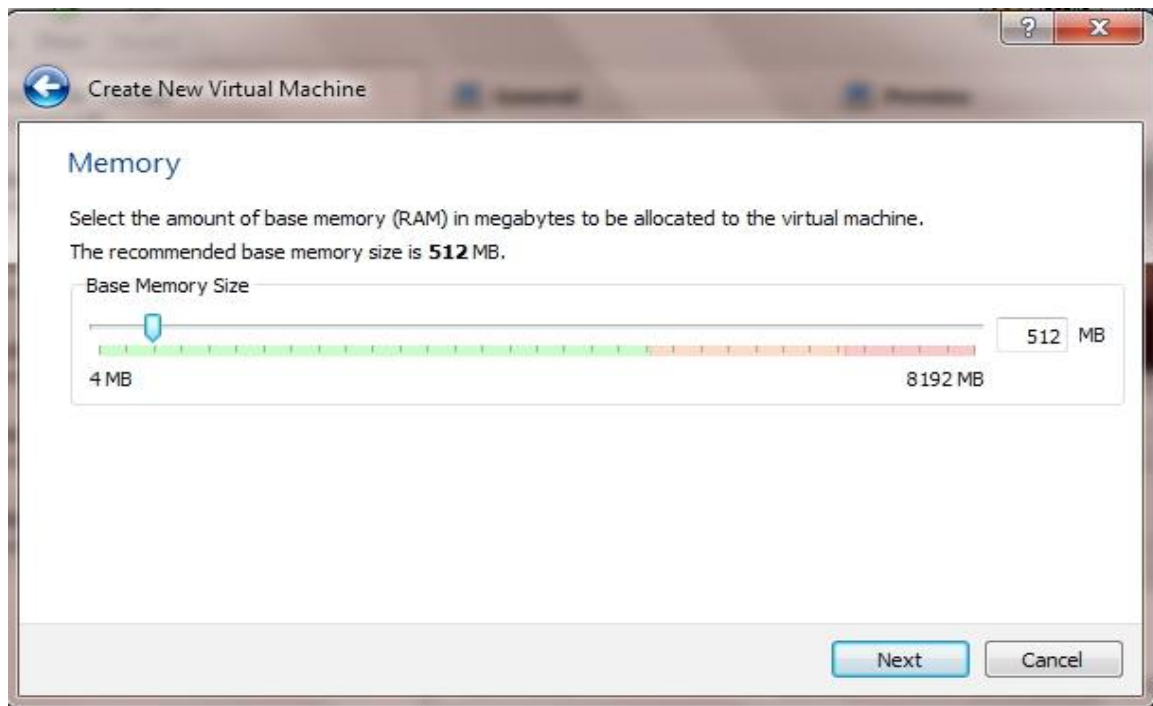 ?
X
Create New Virtual Machine
Memory
Select the amount of base memory (RAM) in megabytes to be allocated to the virtual machine.
The recommended base memory size is 512 MB.
Base Memory Size
512 MB
4 MB 8192 MB
Next Cancel